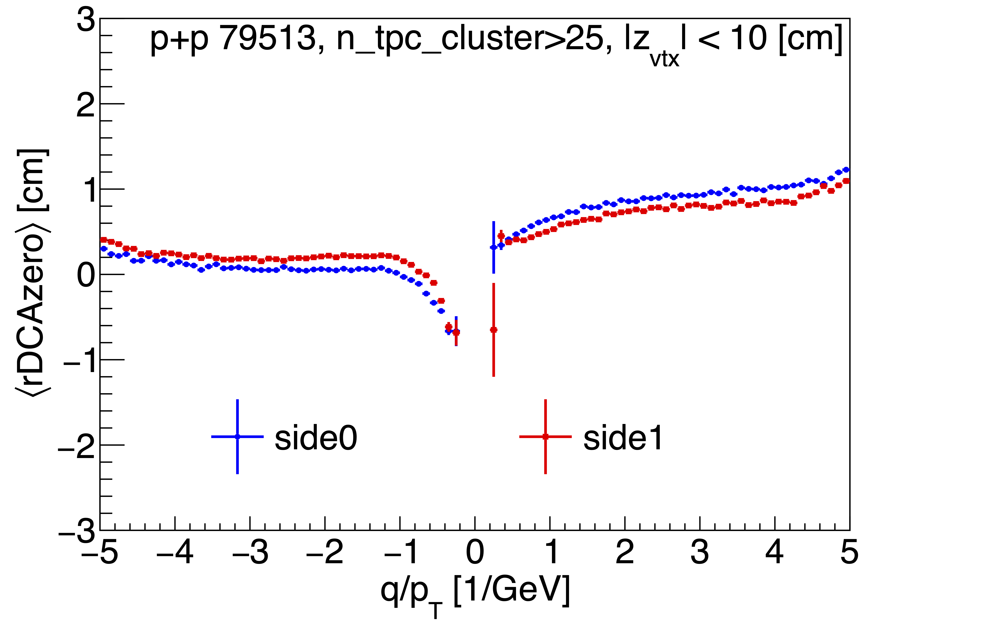 p+p 79513, n_tpc_cluster>25, |z_vtx| < 10 [cm]
⟨rDCAzero⟩ [cm]
3
2
1
0
−1
−2
−3
side0 side1
−5 −4 −3 −2 −1 0 1 2 3 4 5
q/p_T [1/GeV]